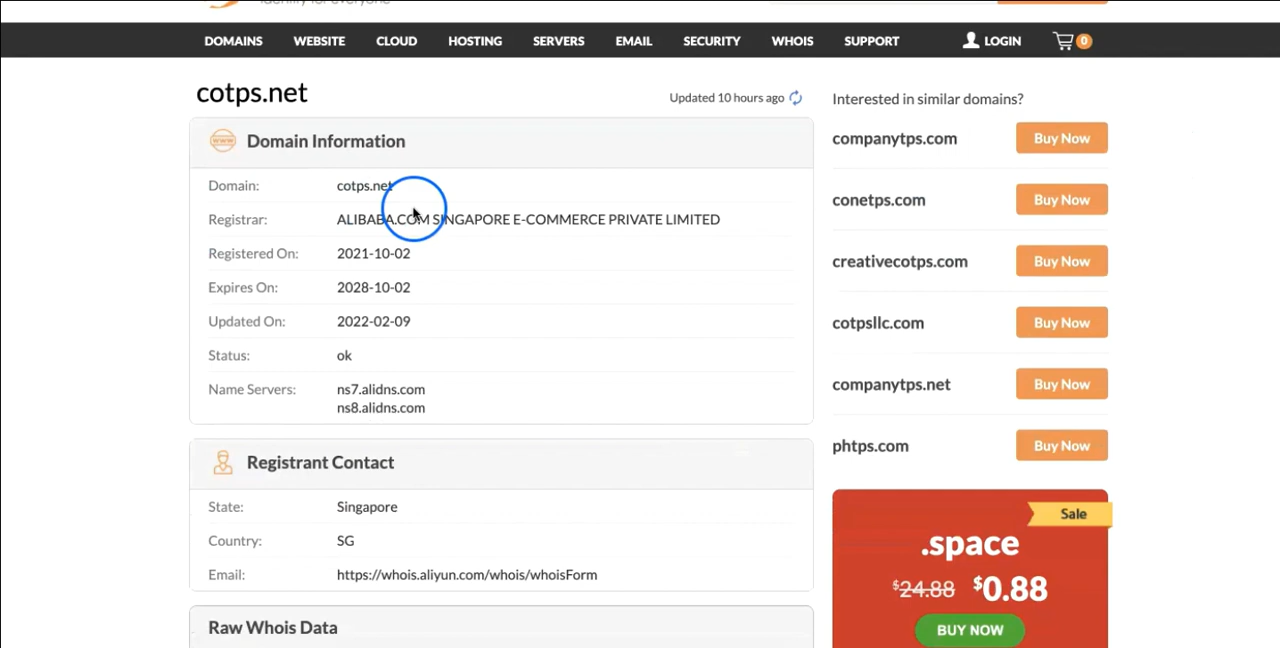 Identity for everyone
DOMAINS WEBSITE CLOUD HOSTING SERVERS EMAIL SECURITY WHOIS SUPPORT LOGIN 0
cotps.net
Updated 10 hours ago
Domain Information
Domain: cotps.net
Registrar: ALIBABA.COM SINGAPORE E-COMMERCE PRIVATE LIMITED
Registered On: 2021-10-02
Expires On: 2028-10-02
Updated On: 2022-02-09
Status: ok
Name Servers: ns7.alidns.com
ns8.alidns.com
Registrant Contact
State: Singapore
Country: SG
Email: https://whois.aliyun.com/whois/whoisForm
Raw Whois Data
Interested in similar domains?
companytps.com Buy Now
conetps.com Buy Now
creativecotps.com Buy Now
cotpsllc.com Buy Now
companytps.net Buy Now
phtps.com Buy Now
Sale
.space
$24.88 $0.88
BUY NOW